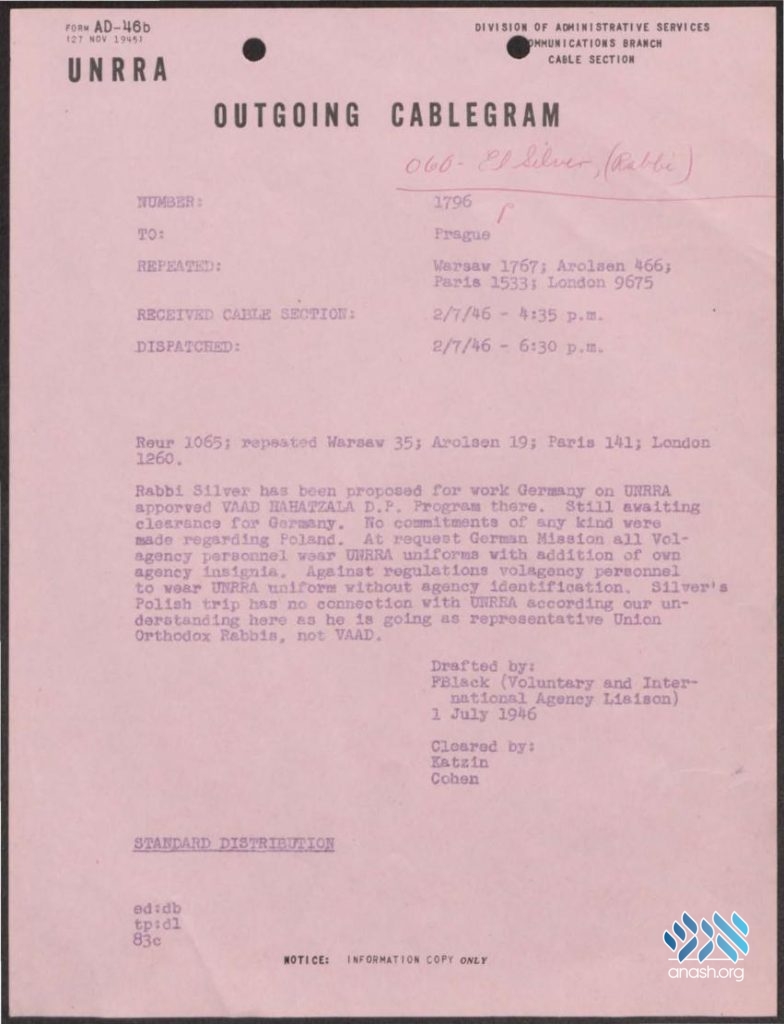 FORM AD-46b
(27 NOV 1945)
UNRRA
DIVISION OF ADMINISTRATIVE SERVICES
COMMUNICATIONS BRANCH
CABLE SECTION
OUTGOING CABLEGRAM
060- El Silver, (Rabbi)
NUMBER: 1796
TO: Prague
REPEATED: Warsaw 1767; Arolsen 466;
Paris 1533; London 9675
RECEIVED CABLE SECTION: 2/7/46 - 4:35 p.m.
DISPATCHED: 2/7/46 - 6:30 p.m.
Reur 1065; repeated Warsaw 35; Arolsen 19; Paris 141; London
1260.
Rabbi Silver has been proposed for work Germany on UNRRA
apporved VAAD HAHATZALA D.P. Program there. Still awaiting
clearance for Germany. No commitments of any kind were
made regarding Poland. At request German Mission all Vol-
agency personnel wear UNRRA uniforms with addition of own
agency insignia. Against regulations volagency personnel
to wear UNRRA uniform without agency identification. Silver's
Polish trip has no connection with UNRRA according our un-
derstanding here as he is going as representative Union
Orthodox Rabbis, not VAAD.
Drafted by:
FBlack (Voluntary and Inter-
national Agency Liaison)
1 July 1946
Cleared by:
Katzin
Cohen
STANDARD DISTRIBUTION
ed:db
tp:dl
83c
NOTICE: INFORMATION COPY ONLY
אנש
anash.org